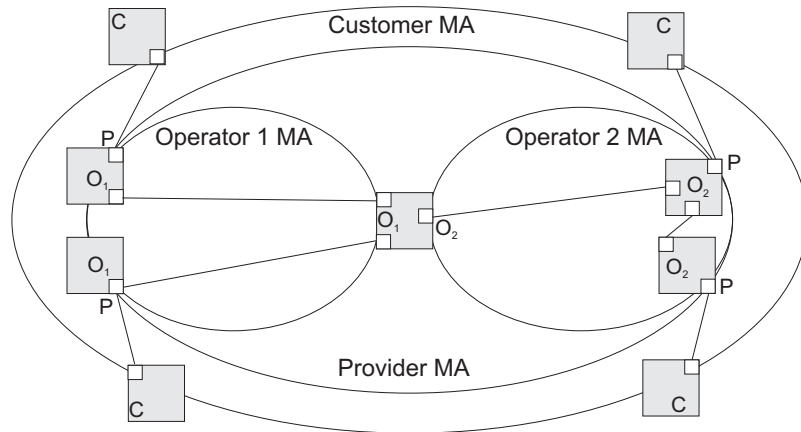 C
Customer MA
C
P
Operator 1 MA
Operator 2 MA
P
O₁
O₂
O₁
O₂
O₁
O₂
P
P
Provider MA
C
C